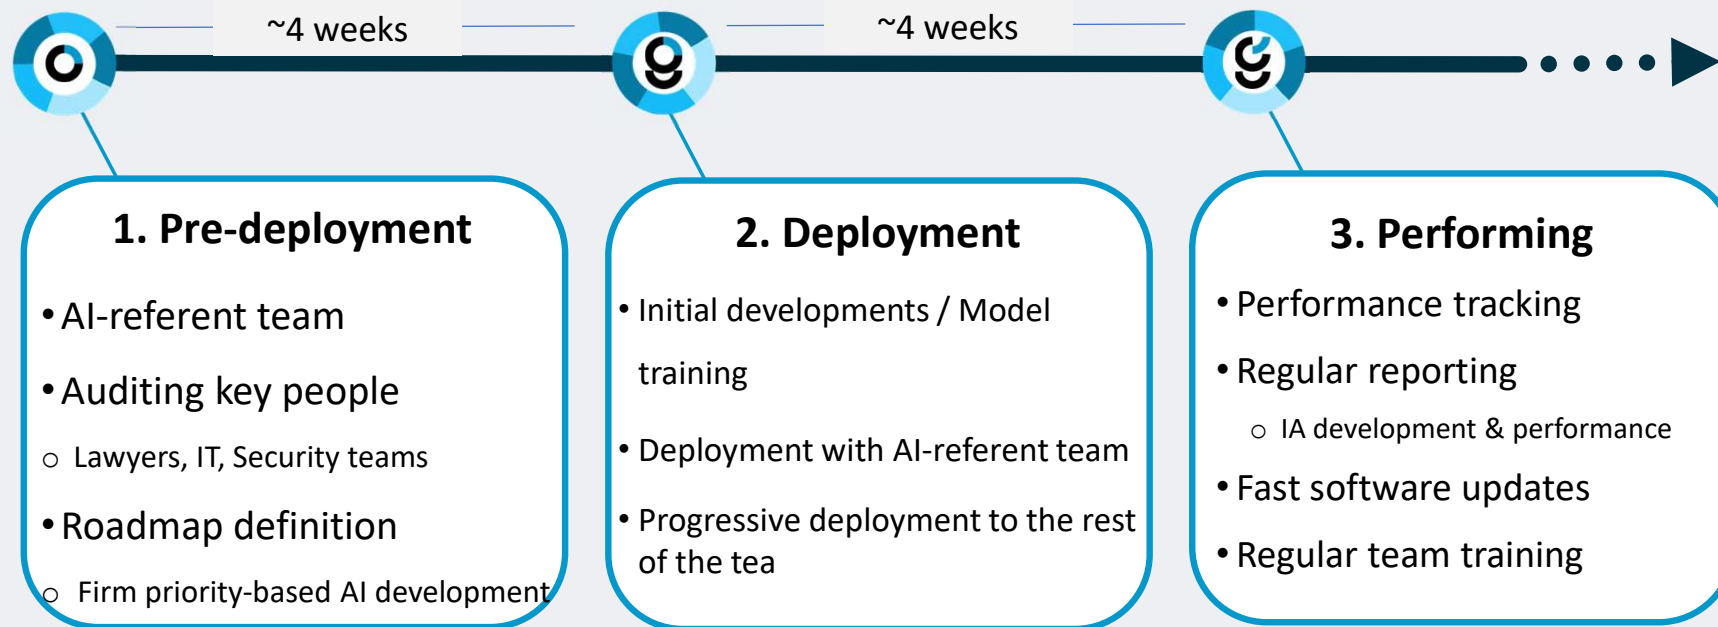 ~4 weeks
~4 weeks
1. Pre-deployment
• AI-referent team
• Auditing key people
o Lawyers, IT, Security teams
• Roadmap definition
o Firm priority-based AI development
2. Deployment
• Initial developments / Model
training
• Deployment with AI-referent team
• Progressive deployment to the rest
of the tea
3. Performing
• Performance tracking
• Regular reporting
o IA development & performance
• Fast software updates
• Regular team training